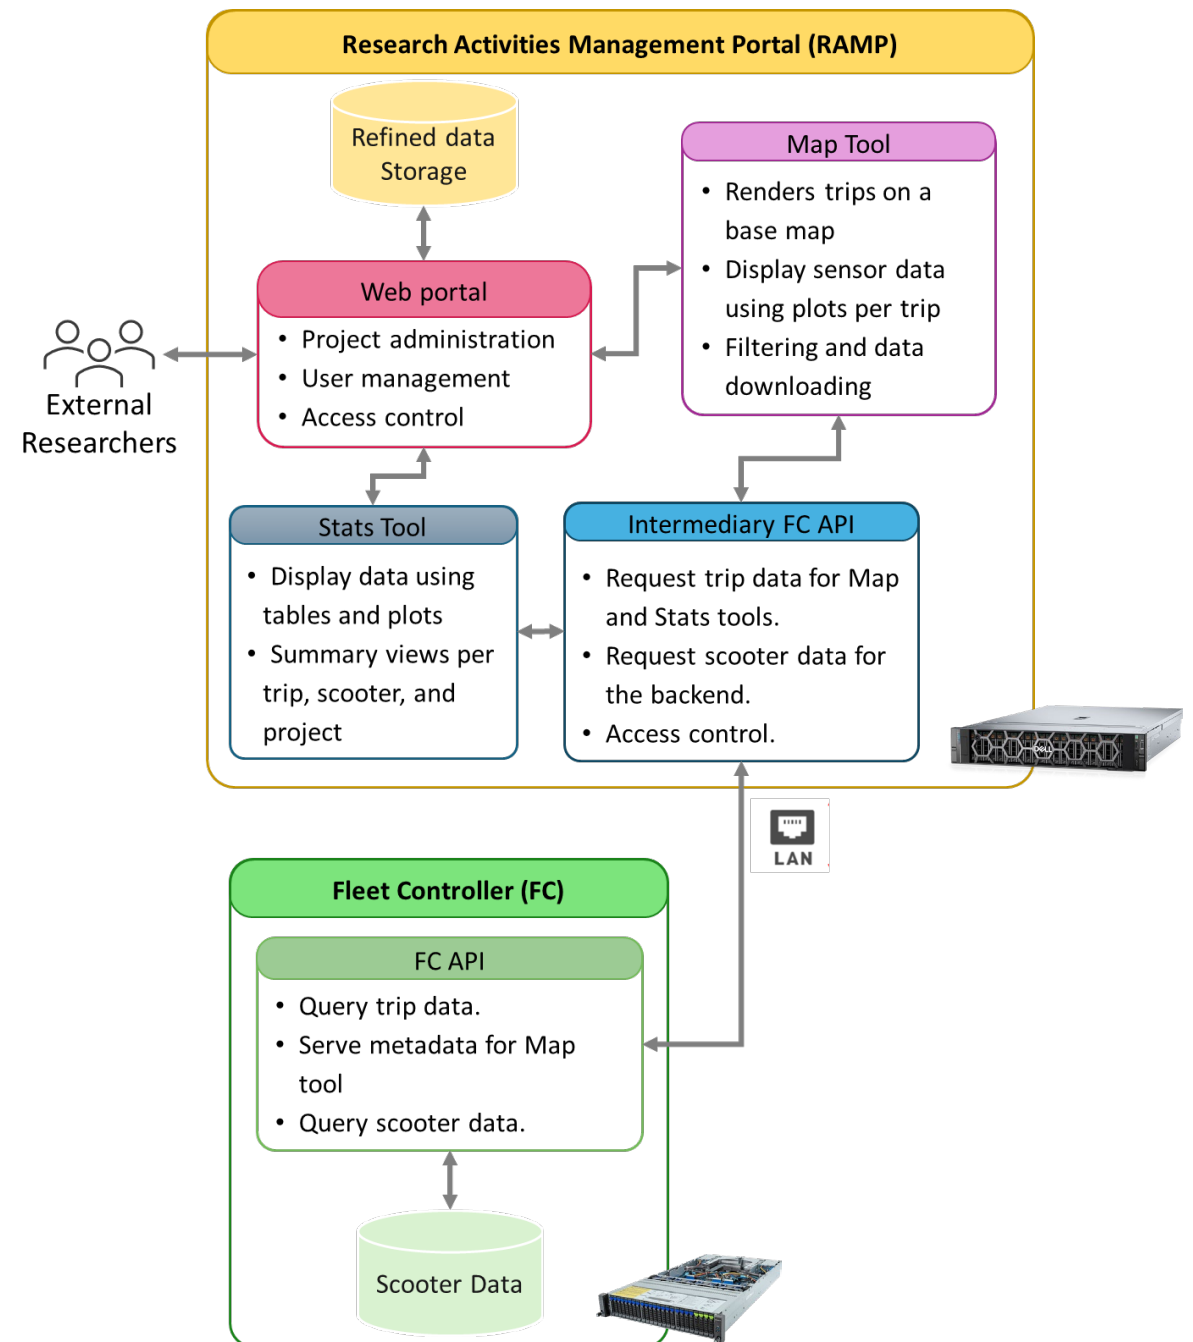 Research Activities Management Portal (RAMP)
Refined data
Storage
Map Tool
• Renders trips on a
base map
• Display sensor data
using plots per trip
• Filtering and data
downloading
Web portal
• Project administration
• User management
• Access control
External
Researchers
Stats Tool
• Display data using
tables and plots
• Summary views per
trip, scooter, and
project
Intermediary FC API
• Request trip data for Map
and Stats tools.
• Request scooter data for
the backend.
• Access control.
DELL
LAN
Fleet Controller (FC)
FC API
• Query trip data.
• Serve metadata for Map
tool
• Query scooter data.
Scooter Data